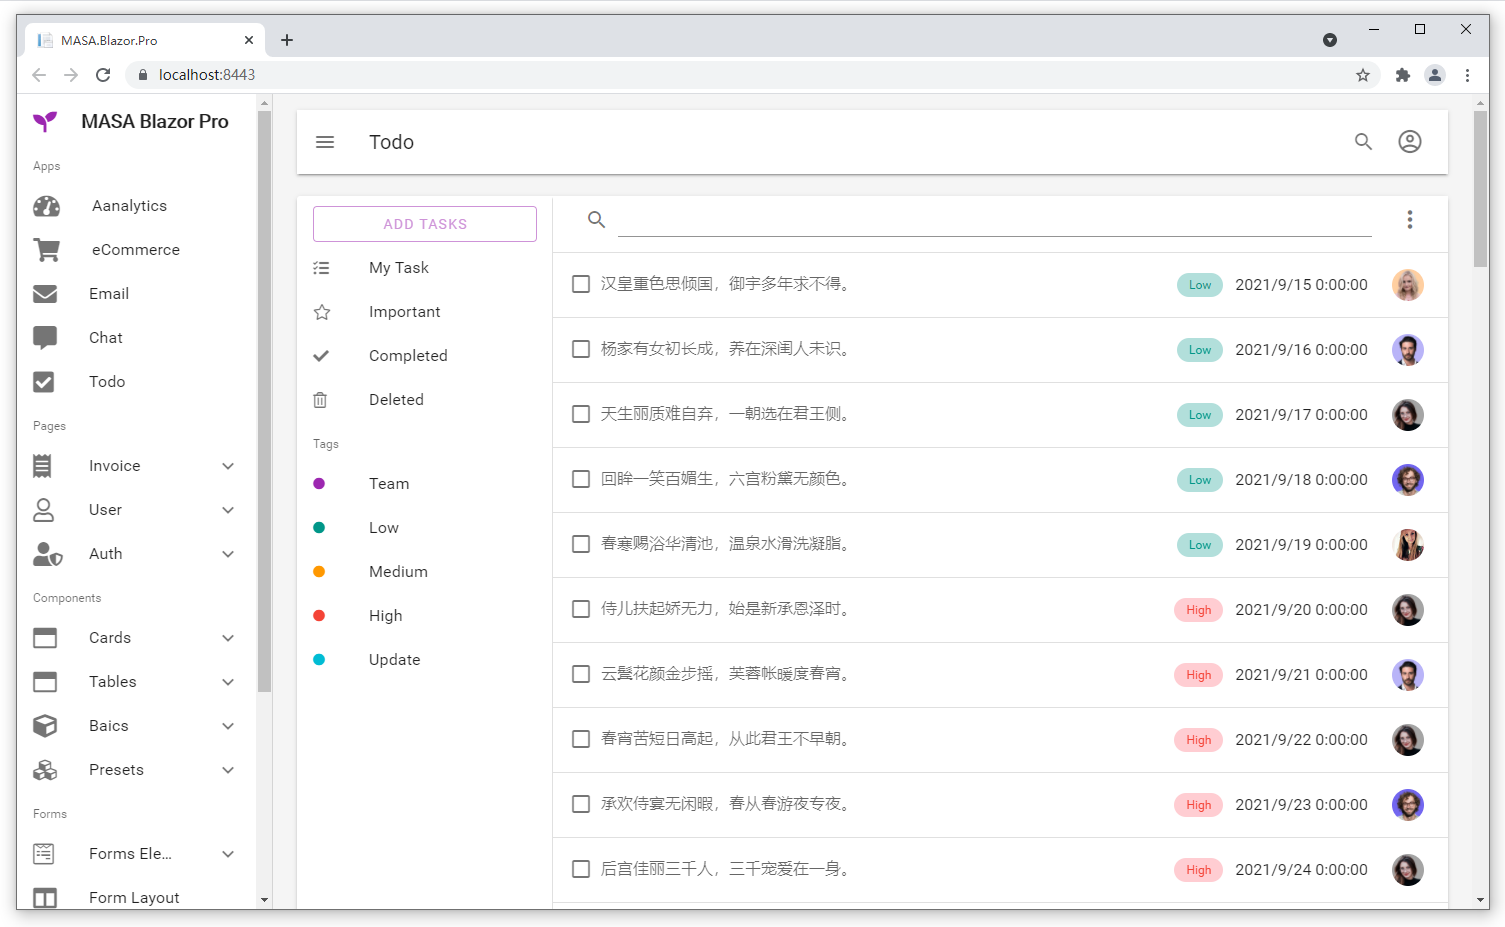 MASA.Blazor.Pro
localhost:8443
MASA Blazor Pro
Apps
Aanalytics
eCommerce
Email
Chat
Todo
Pages
Invoice
User
Auth
Components
Cards
Tables
Baics
Presets
Forms
Forms Ele...
Form Layout
Todo
ADD TASKS
My Task
Important
Completed
Deleted
Tags
Team
Low
Medium
High
Update
汉皇重色思倾国，御宇多年求不得。 Low 2021/9/15 0:00:00
杨家有女初长成，养在深闺人未识。 Low 2021/9/16 0:00:00
天生丽质难自弃，一朝选在君王侧。 Low 2021/9/17 0:00:00
回眸一笑百媚生，六宫粉黛无颜色。 Low 2021/9/18 0:00:00
春寒赐浴华清池，温泉水滑洗凝脂。 Low 2021/9/19 0:00:00
侍儿扶起娇无力，始是新承恩泽时。 High 2021/9/20 0:00:00
云鬓花颜金步摇，芙蓉帐暖度春宵。 High 2021/9/21 0:00:00
春宵苦短日高起，从此君王不早朝。 High 2021/9/22 0:00:00
承欢侍宴无闲暇，春从春游夜专夜。 High 2021/9/23 0:00:00
后宫佳丽三千人，三千宠爱在一身。 High 2021/9/24 0:00:00